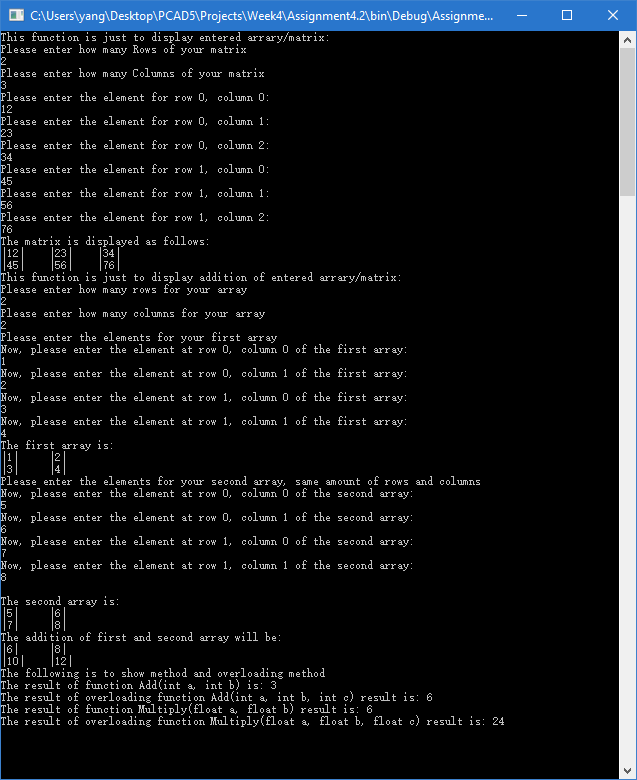 C:\Users\yang\Desktop\PCAD5\Projects\Week4\Assignment4.2\bin\Debug\Assignme...
This function is just to display entered arrary/matrix:
Please enter how many Rows of your matrix
2
Please enter how many Columns of your matrix
3
Please enter the element for row 0, column 0:
12
Please enter the element for row 0, column 1:
23
Please enter the element for row 0, column 2:
34
Please enter the element for row 1, column 0:
45
Please enter the element for row 1, column 1:
56
Please enter the element for row 1, column 2:
76
The matrix is displayed as follows:
|12|    |23|    |34|
|45|    |56|    |76|
This function is just to display addition of entered arrary/matrix:
Please enter how many rows for your array
2
Please enter how many columns for your array
2
Please enter the elements for your first array
Now, please enter the element at row 0, column 0 of the first array:
1
Now, please enter the element at row 0, column 1 of the first array:
2
Now, please enter the element at row 1, column 0 of the first array:
3
Now, please enter the element at row 1, column 1 of the first array:
4
The first array is:
|1|     |2|
|3|     |4|
Please enter the elements for your second array, same amount of rows and columns
Now, please enter the element at row 0, column 0 of the second array:
5
Now, please enter the element at row 0, column 1 of the second array:
6
Now, please enter the element at row 1, column 0 of the second array:
7
Now, please enter the element at row 1, column 1 of the second array:
8
The second array is:
|5|     |6|
|7|     |8|
The addition of first and second array will be:
|6|     |8|
|10|    |12|
The following is to show method and overloading method
The result of function Add(int a, int b) is: 3
The result of overloading function Add(int a, int b, int c) result is: 6
The result of function Multiply(float a, float b) result is: 6
The result of overloading function Multiply(float a, float b, float c) result is: 24